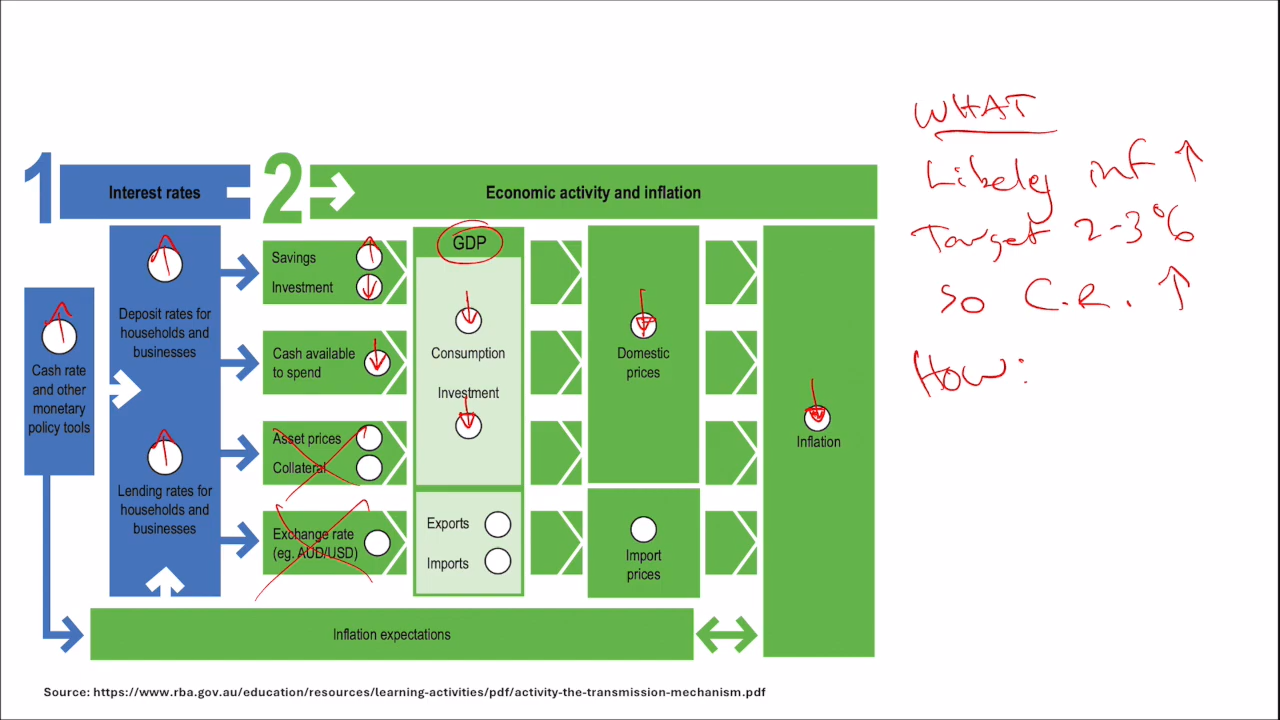 1 Interest rates
2 Economic activity and inflation
Cash rate
and other
monetary
policy tools
Deposit rates for
households and
businesses
Lending rates for
households and
businesses
Savings
Investment
Cash available
to spend
Asset prices
Collateral
Exchange rate
(eg. AUD/USD)
GDP
Consumption
Investment
Exports
Imports
Domestic
prices
Import
prices
Inflation
Inflation expectations
WHAT
Likely inf ↑
Target 2-3%
so C.R. ↑
How:
Source: https://www.rba.gov.au/education/resources/learning-activities/pdf/activity-the-transmission-mechanism.pdf